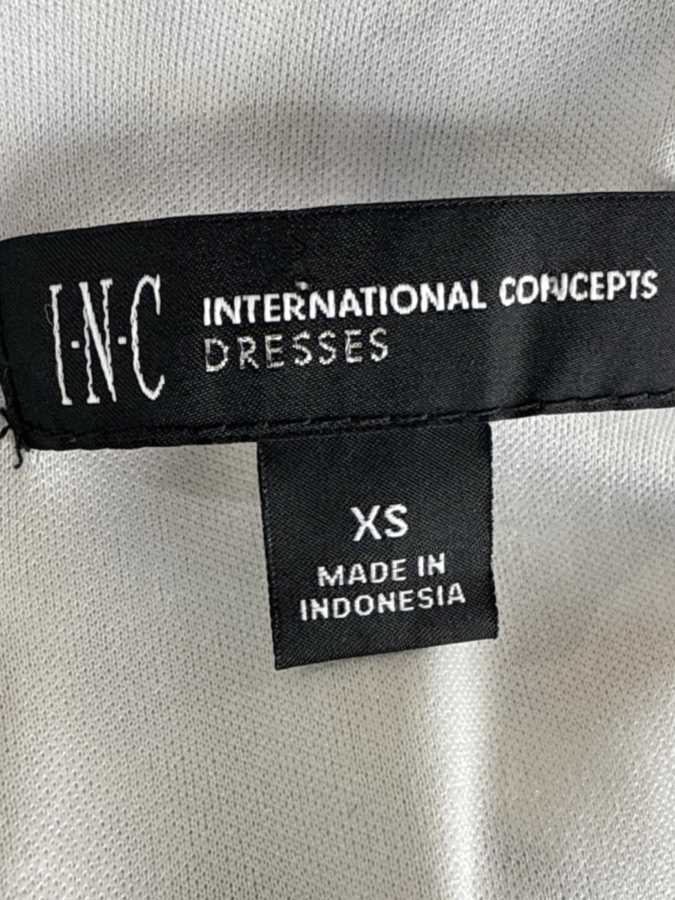 I·N·C
INTERNATIONAL CONCEPTS
DRESSES
XS
MADE IN
INDONESIA